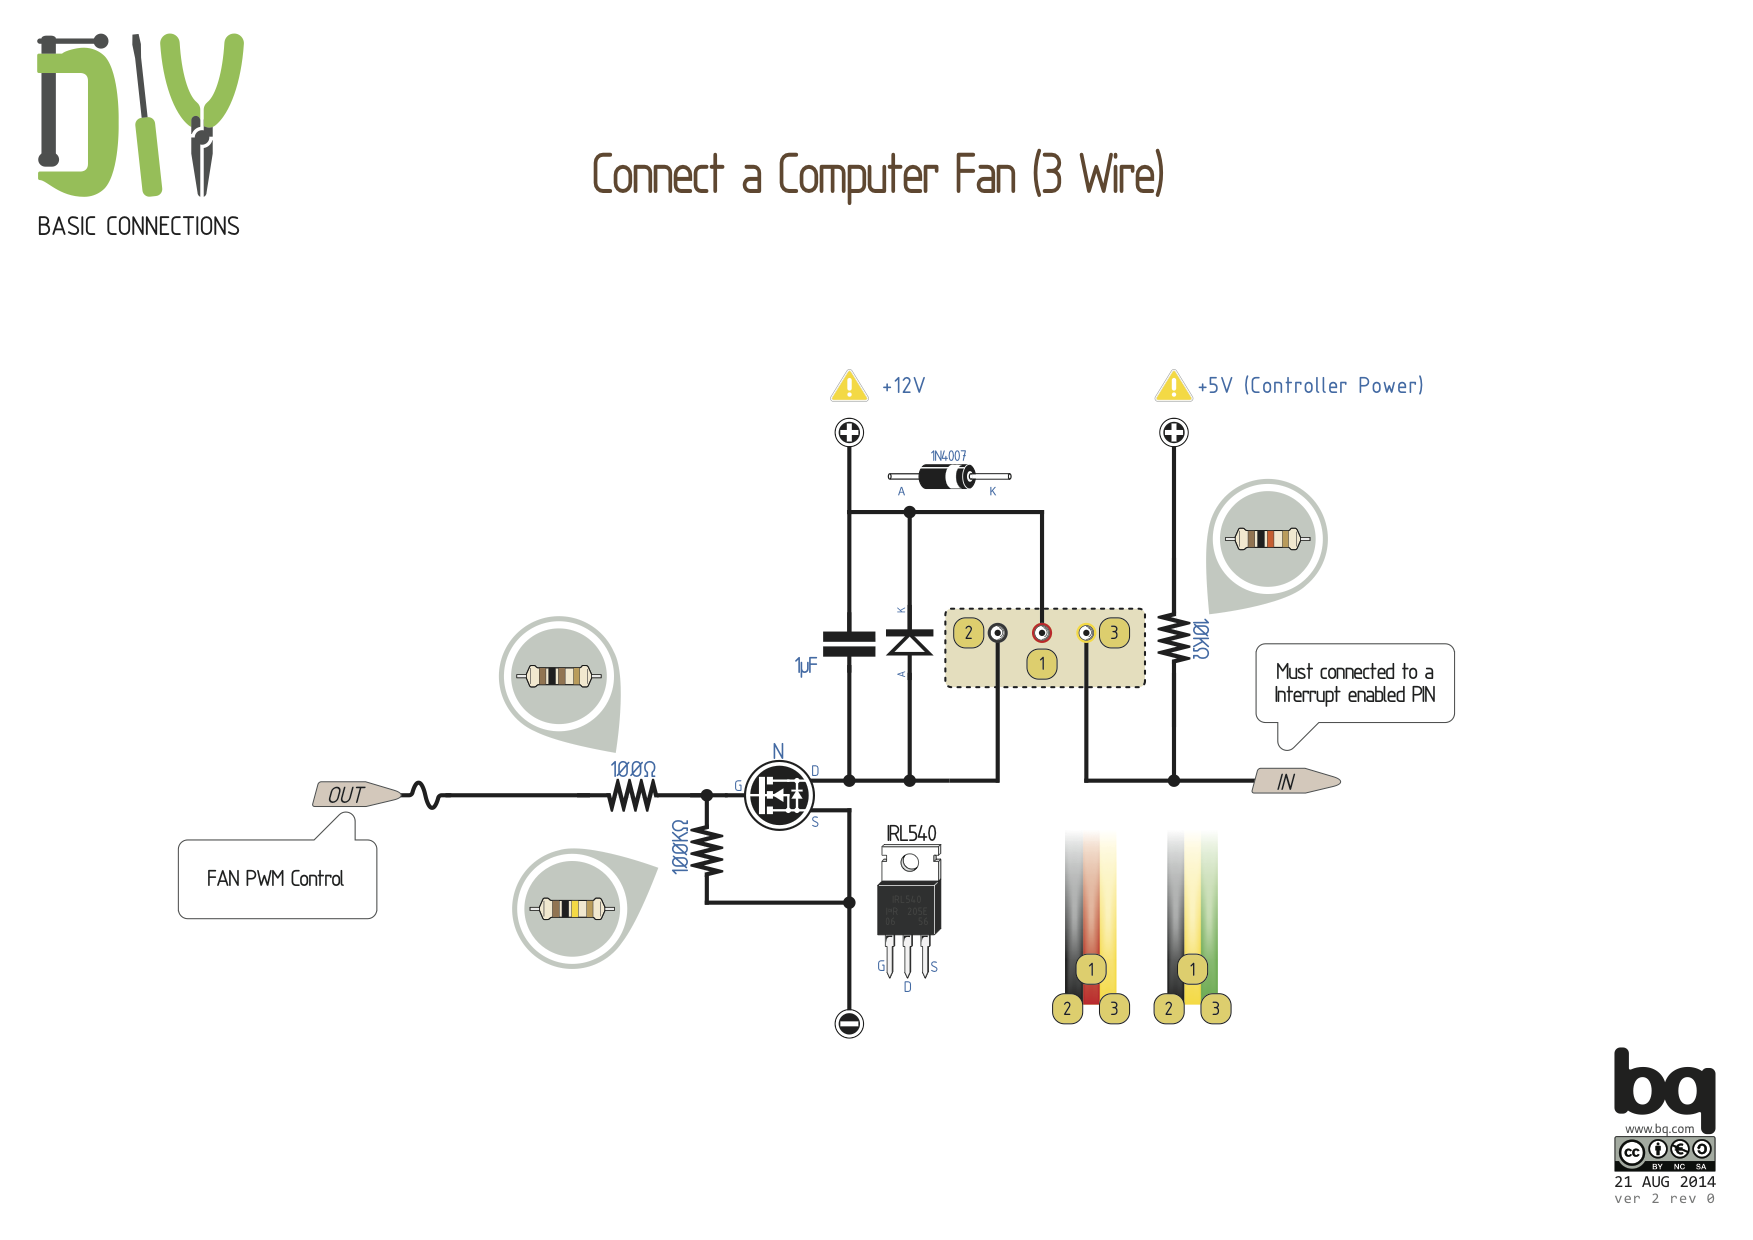 DIY
BASIC CONNECTIONS
Connect a Computer Fan (3 Wire)
+12V
+5V (Controller Power)
1N4007
A K
K
2 1 3
10KΩ
1µF
A
Must connected to a
Interrupt enabled PIN
N
100Ω
G D
OUT
IN
S
100KΩ
FAN PWM Control
IRL540
IRL540
G S
D
1 1
2 3 2 3
bq
www.bq.com
cc
BY NC SA
21 AUG 2014
ver 2 rev 0